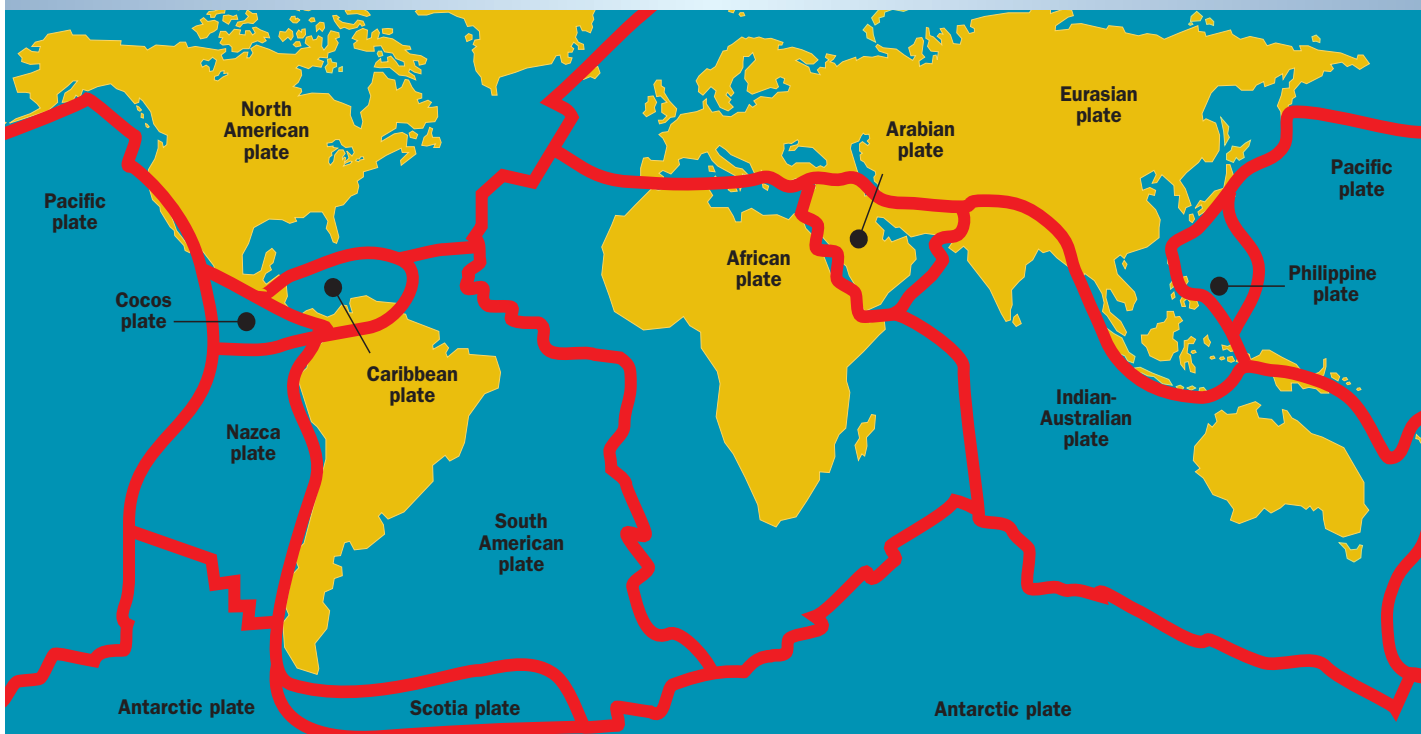 North
American
plate
Eurasian
plate
Arabian
plate
Pacific
plate
Pacific
plate
African
plate
Philippine
plate
Cocos
plate
Caribbean
plate
Indian-
Australian
plate
Nazca
plate
South
American
plate
Antarctic plate
Scotia plate
Antarctic plate